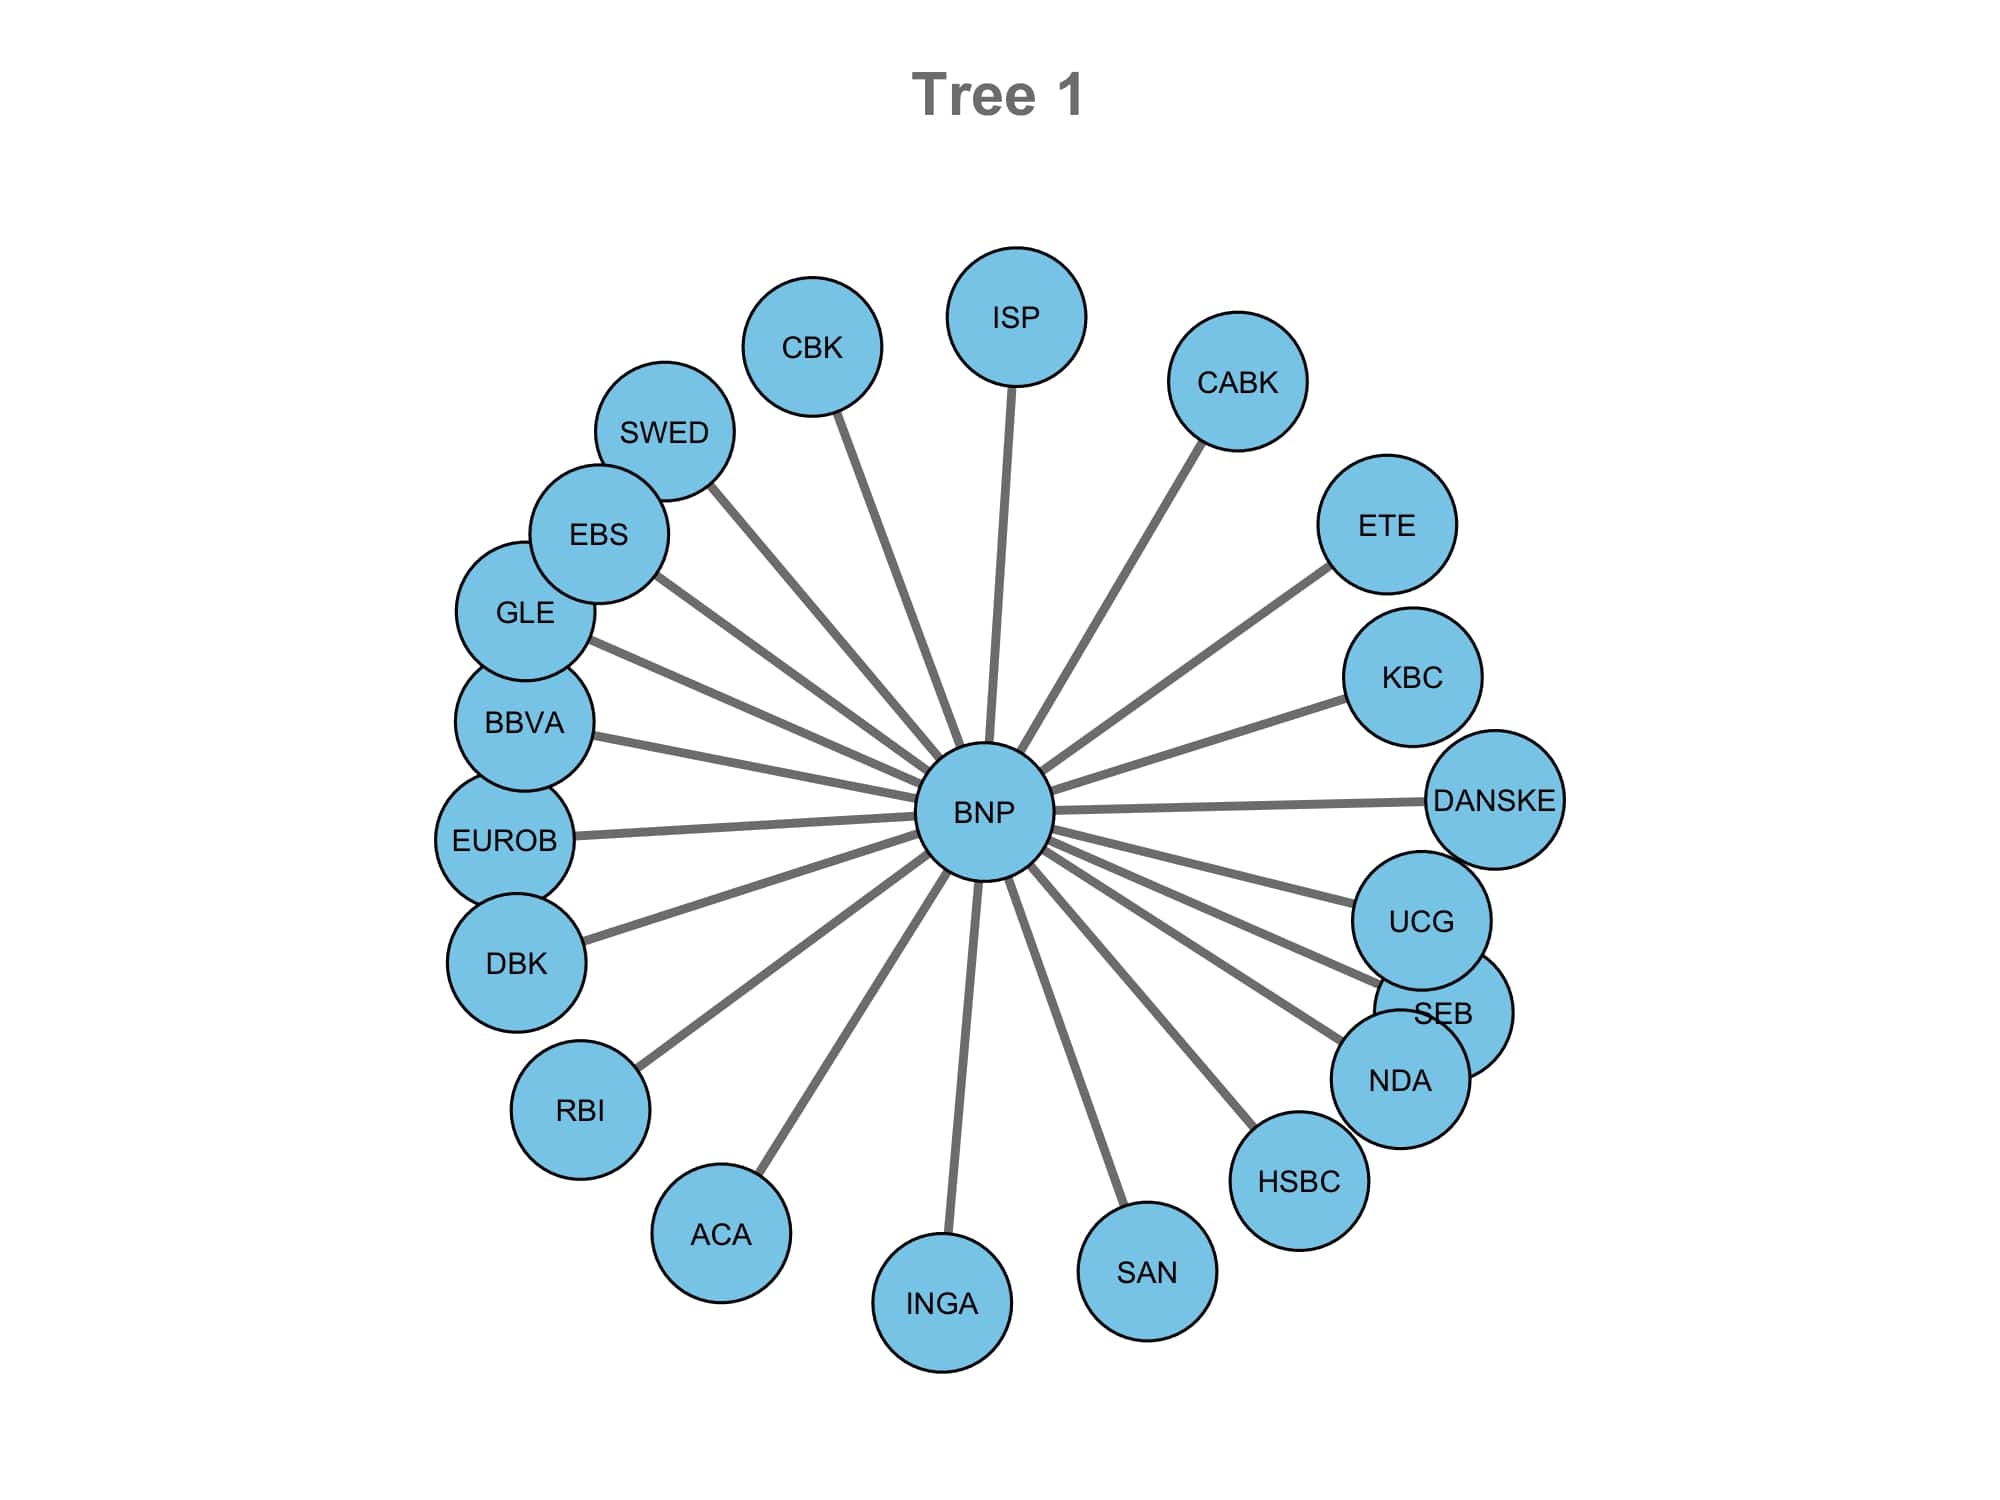 Tree 1
ISP
CBK
CABK
SWED
ETE
EBS
GLE
KBC
BBVA
DANSKE
BNP
EUROB
UCG
DBK
SEB
NDA
RBI
HSBC
ACA
SAN
INGA